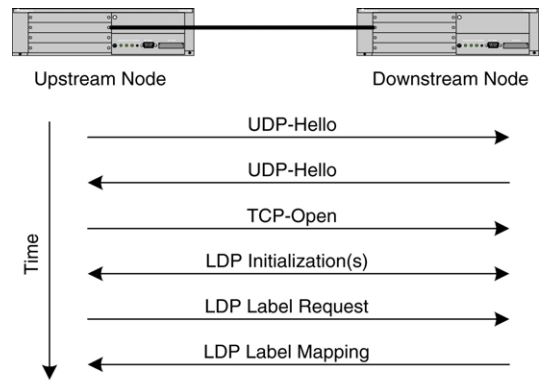 Upstream Node
Downstream Node
Time
UDP-Hello
UDP-Hello
TCP-Open
LDP Initialization(s)
LDP Label Request
LDP Label Mapping